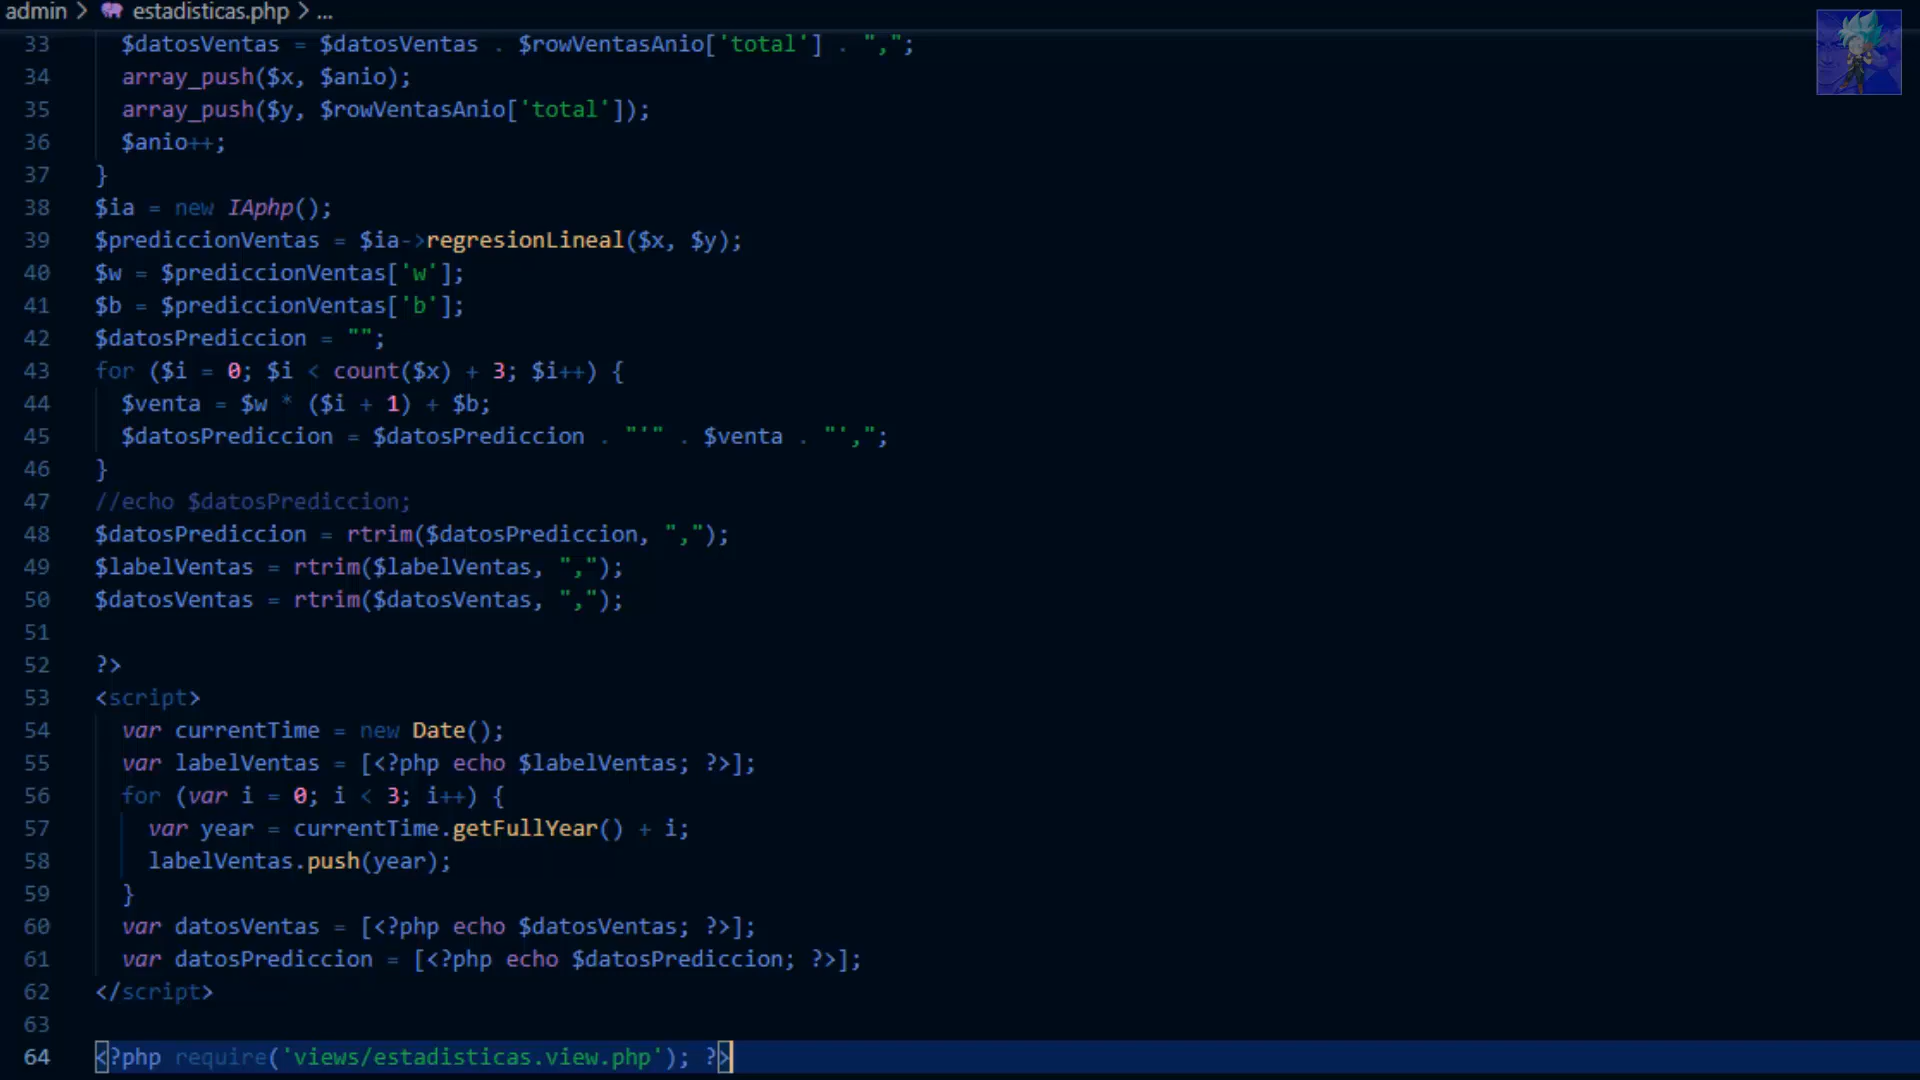 admin > estadisticas.php > ...
33 $datosVentas = $datosVentas . $rowVentasAnio['total'] . ",";
34 array_push($x, $anio);
35 array_push($y, $rowVentasAnio['total']);
36 $anio++;
37 }
38 $ia = new IAphp();
39 $prediccionVentas = $ia->regresionLineal($x, $y);
40 $w = $prediccionVentas['w'];
41 $b = $prediccionVentas['b'];
42 $datosPrediccion = "";
43 for ($i = 0; $i < count($x) + 3; $i++) {
44 $venta = $w * ($i + 1) + $b;
45 $datosPrediccion = $datosPrediccion . "'" . $venta . "',";
46 }
47 //echo $datosPrediccion;
48 $datosPrediccion = rtrim($datosPrediccion, ",");
49 $labelVentas = rtrim($labelVentas, ",");
50 $datosVentas = rtrim($datosVentas, ",");
51
52 ?>
53 <script>
54 var currentTime = new Date();
55 var labelVentas = [<?php echo $labelVentas; ?>];
56 for (var i = 0; i < 3; i++) {
57 var year = currentTime.getFullYear() + i;
58 labelVentas.push(year);
59 }
60 var datosVentas = [<?php echo $datosVentas; ?>];
61 var datosPrediccion = [<?php echo $datosPrediccion; ?>];
62 </script>
63
64 <?php require('views/estadisticas.view.php'); ?>